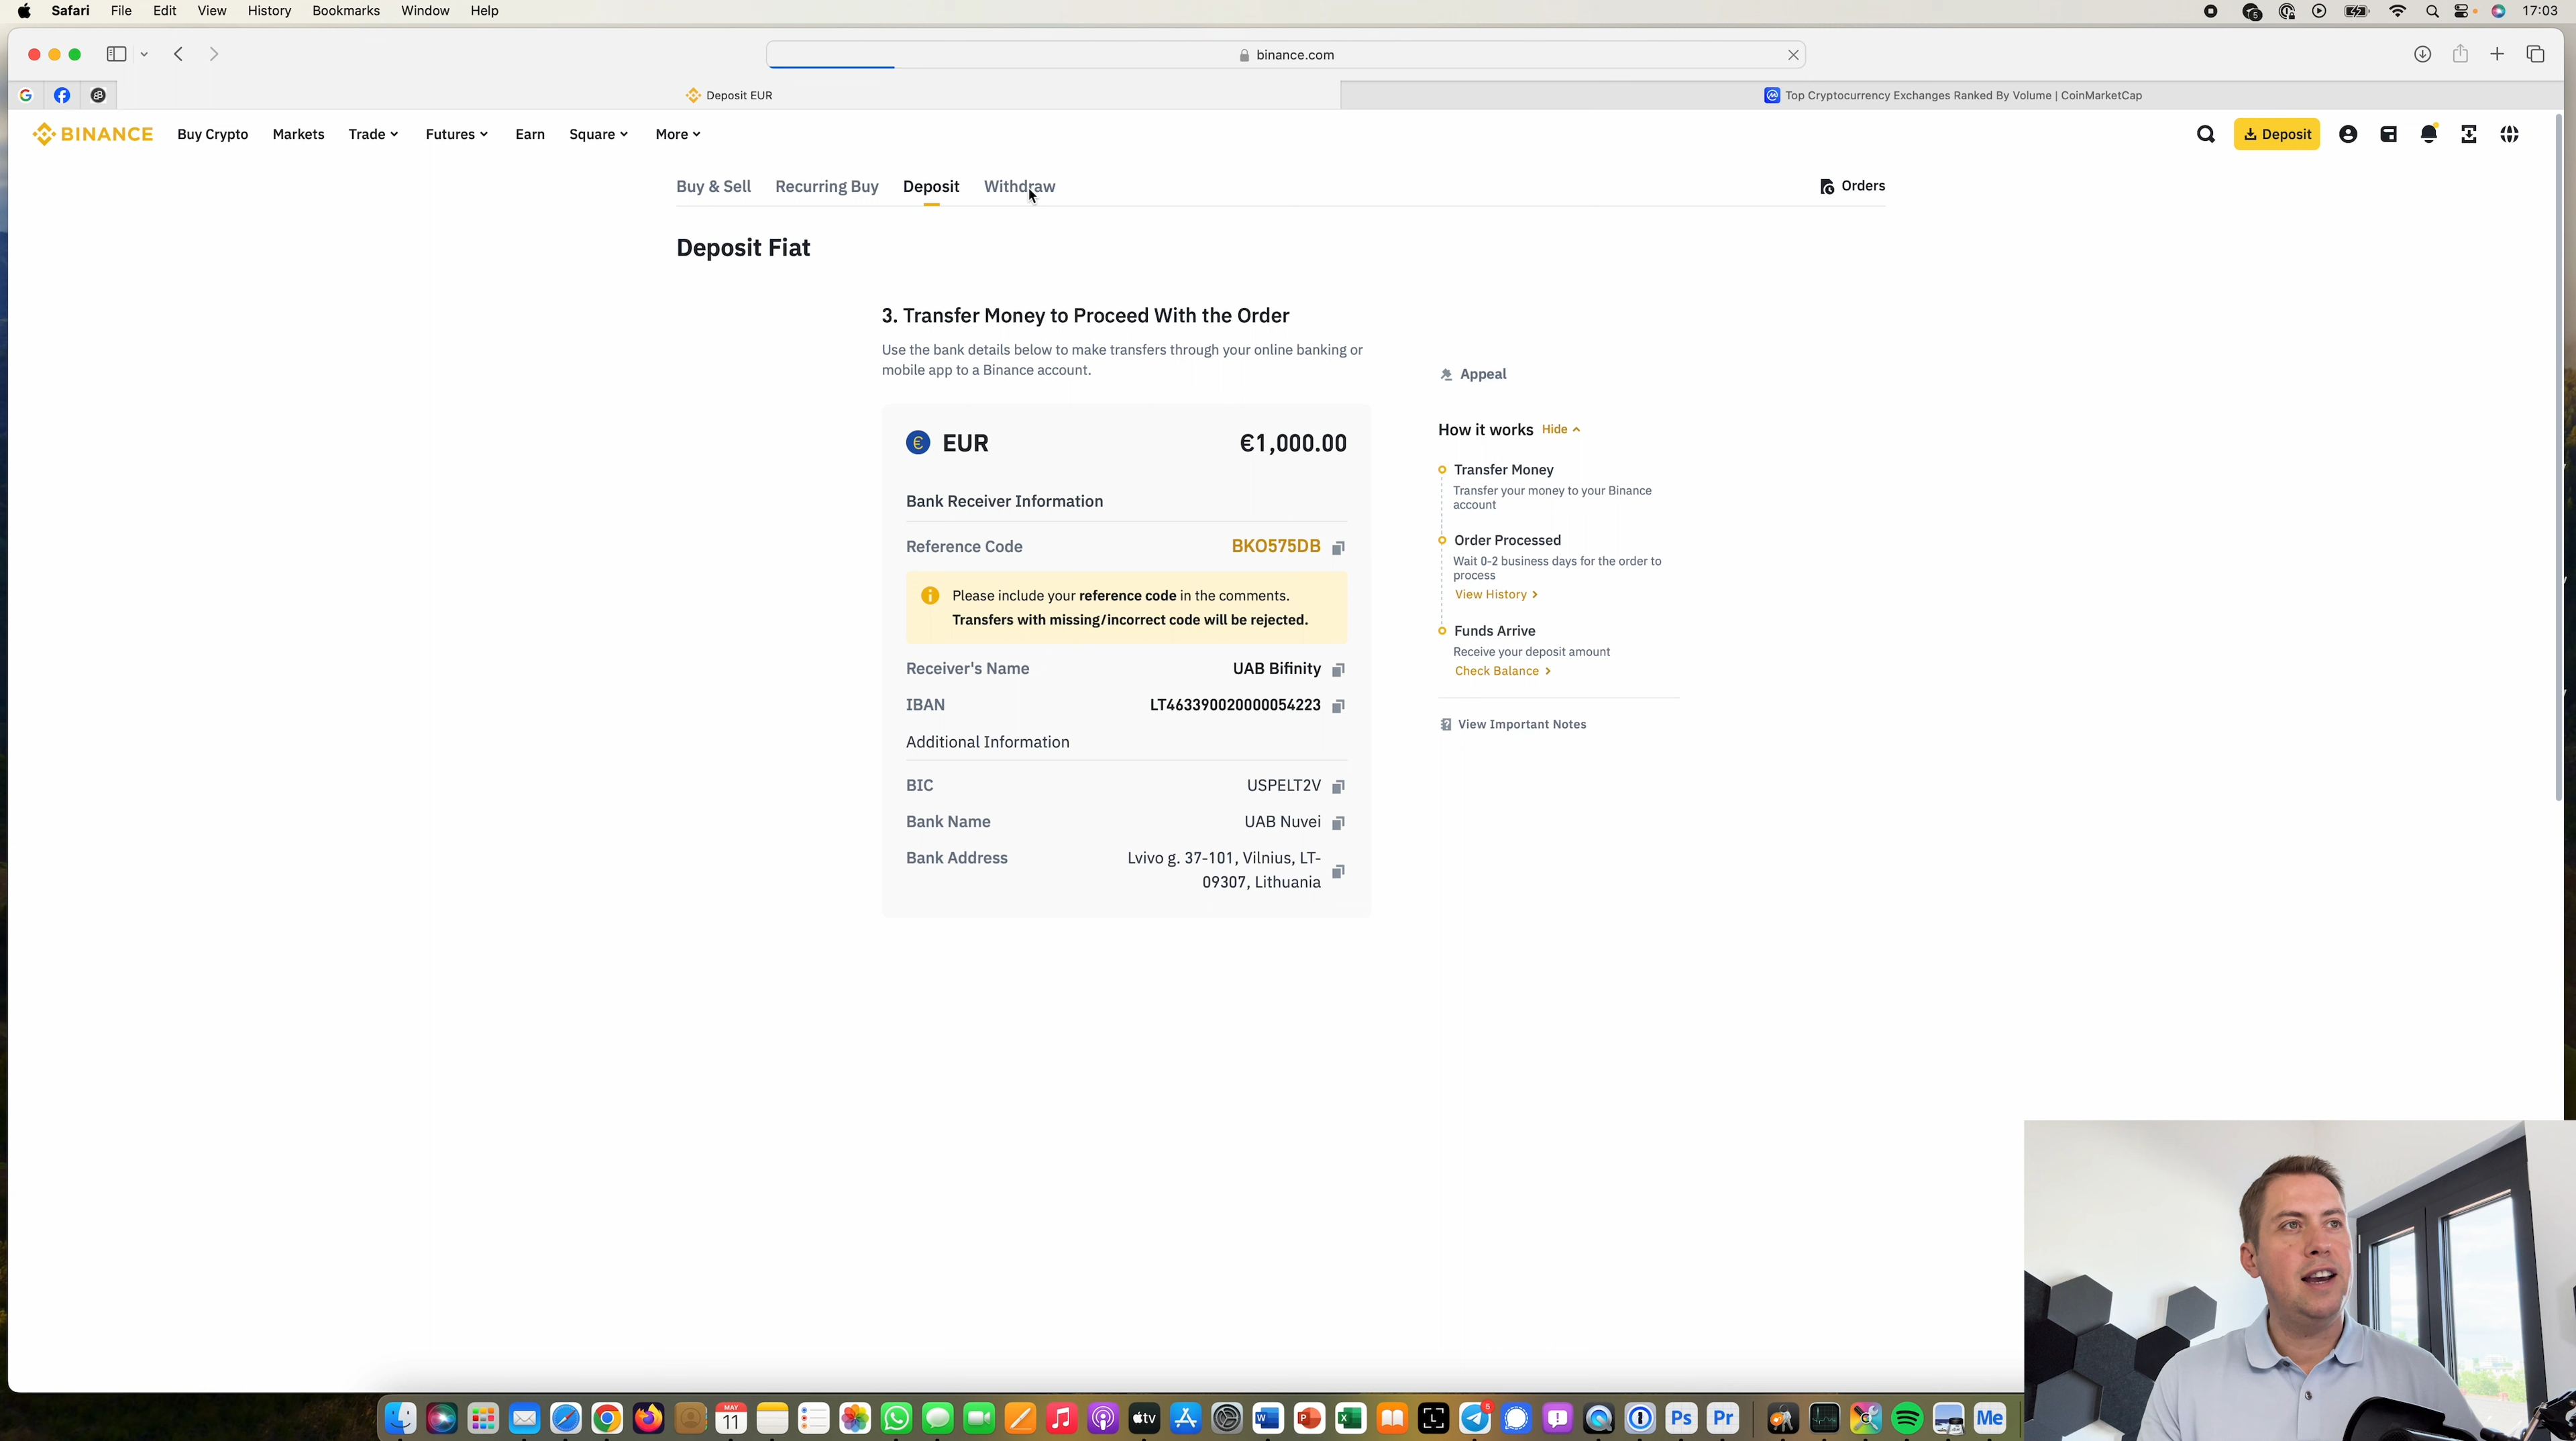 Safari File Edit View History Bookmarks Window Help 5 17:03
binance.com
Deposit EUR Top Cryptocurrency Exchanges Ranked By Volume | CoinMarketCap
BINANCE Buy Crypto Markets Trade Futures Earn Square More Deposit
Buy & Sell Recurring Buy Deposit Withdraw Orders
Deposit Fiat
3. Transfer Money to Proceed With the Order
Use the bank details below to make transfers through your online banking or
mobile app to a Binance account.
€ EUR €1,000.00
Bank Receiver Information
Reference Code BKO575DB
Please include your reference code in the comments.
Transfers with missing/incorrect code will be rejected.
Receiver's Name UAB Bifinity
IBAN LT463390020000054223
Additional Information
BIC USPELT2V
Bank Name UAB Nuvei
Bank Address Lvivo g. 37-101, Vilnius, LT-
09307, Lithuania
Appeal
How it works Hide
Transfer Money
Transfer your money to your Binance
account
Order Processed
Wait 0-2 business days for the order to
process
View History >
Funds Arrive
Receive your deposit amount
Check Balance >
View Important Notes
MAY
11 tv W P X L 5 Ps Pr Me